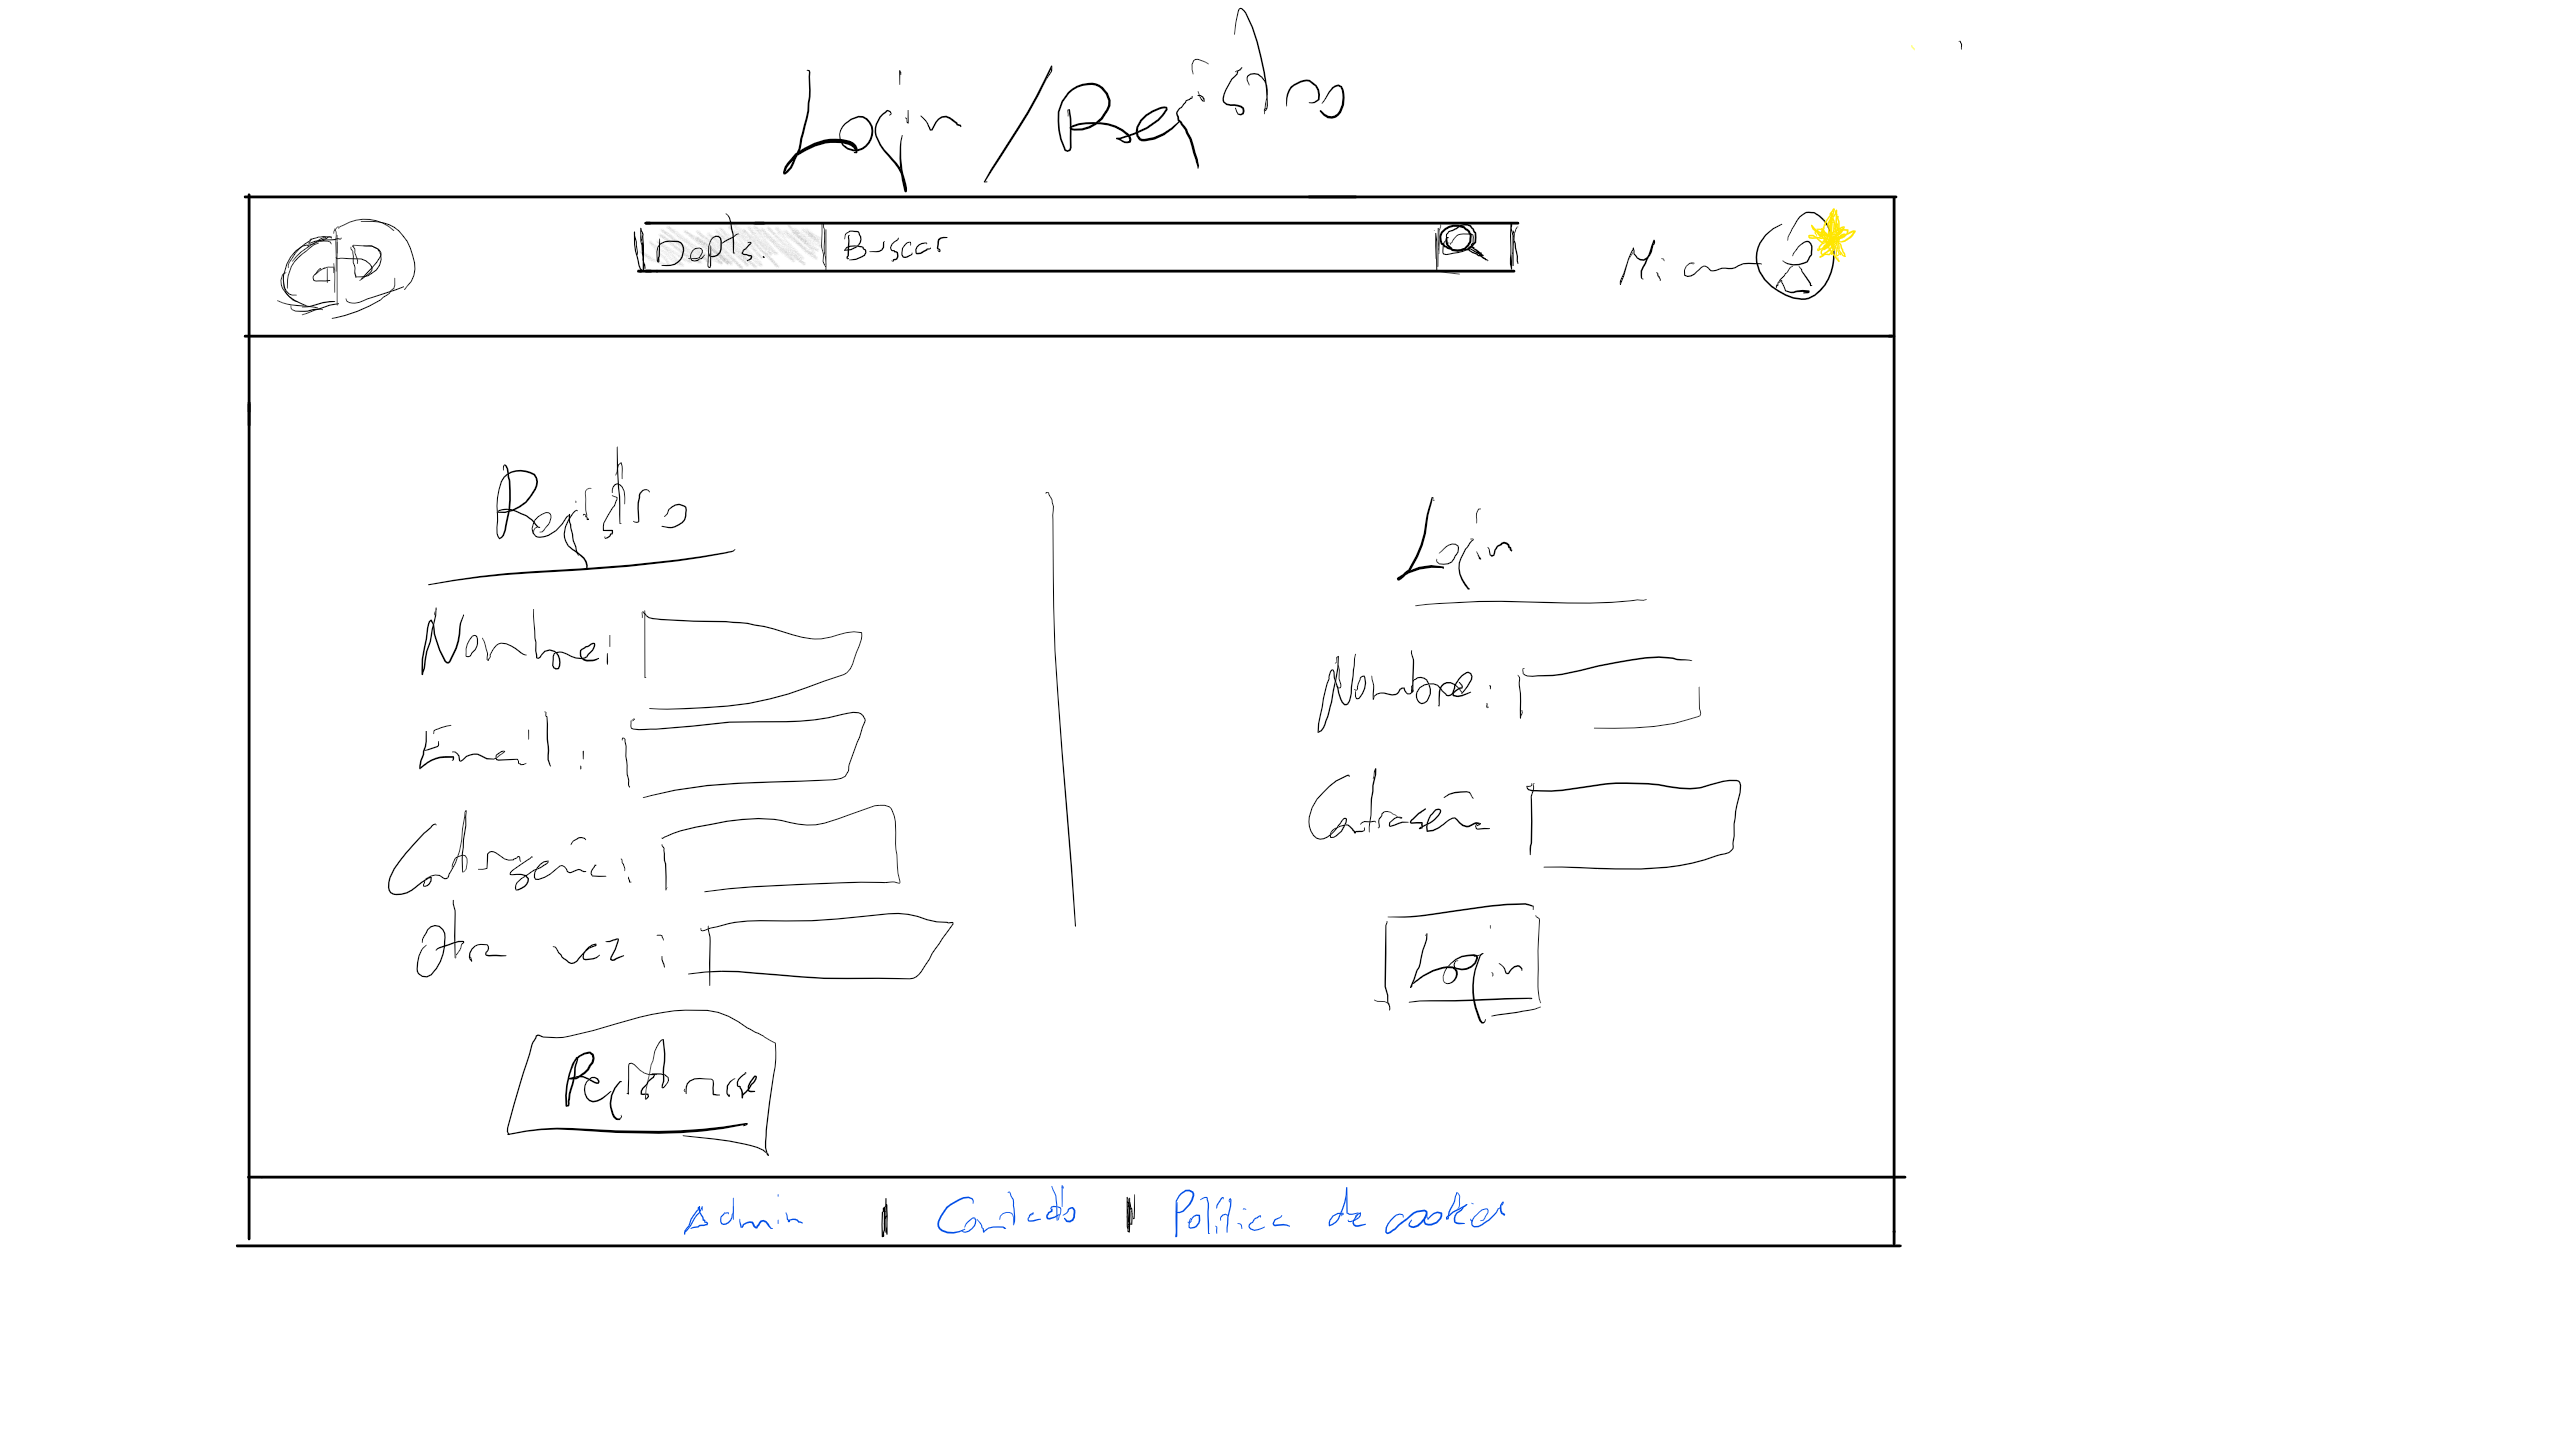 Login / Registro
Depts. Buscar
Mi
Registro
Nombre:
Email:
Contraseña:
Otra vez:
Registrarse
Login
Nombre:
Contraseña
Login
Admin | Contacto | Política de cookies